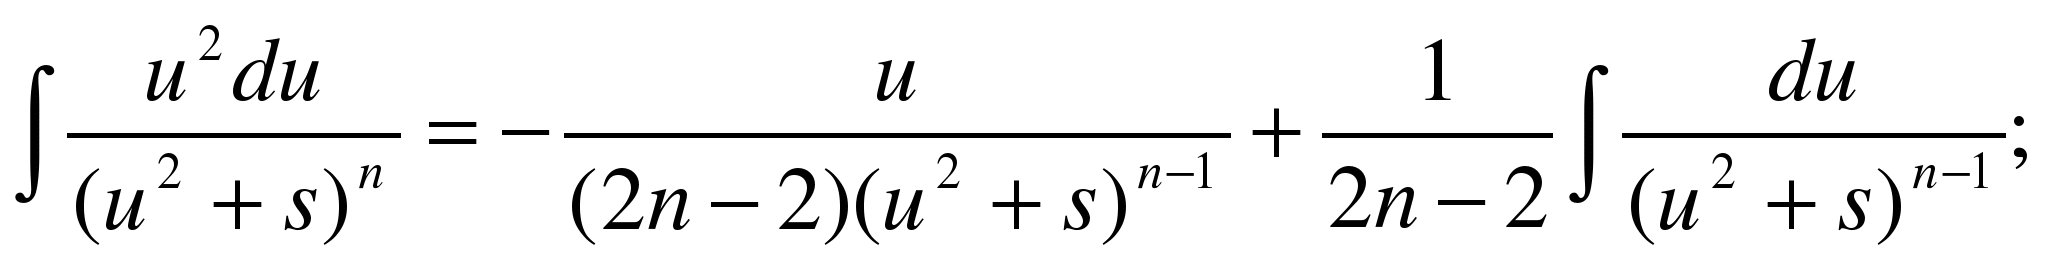 ∫ u²du / (u² + s)ⁿ = − u / (2n − 2)(u² + s)ⁿ⁻¹ + 1 / 2n − 2 ∫ du / (u² + s)ⁿ⁻¹ ;